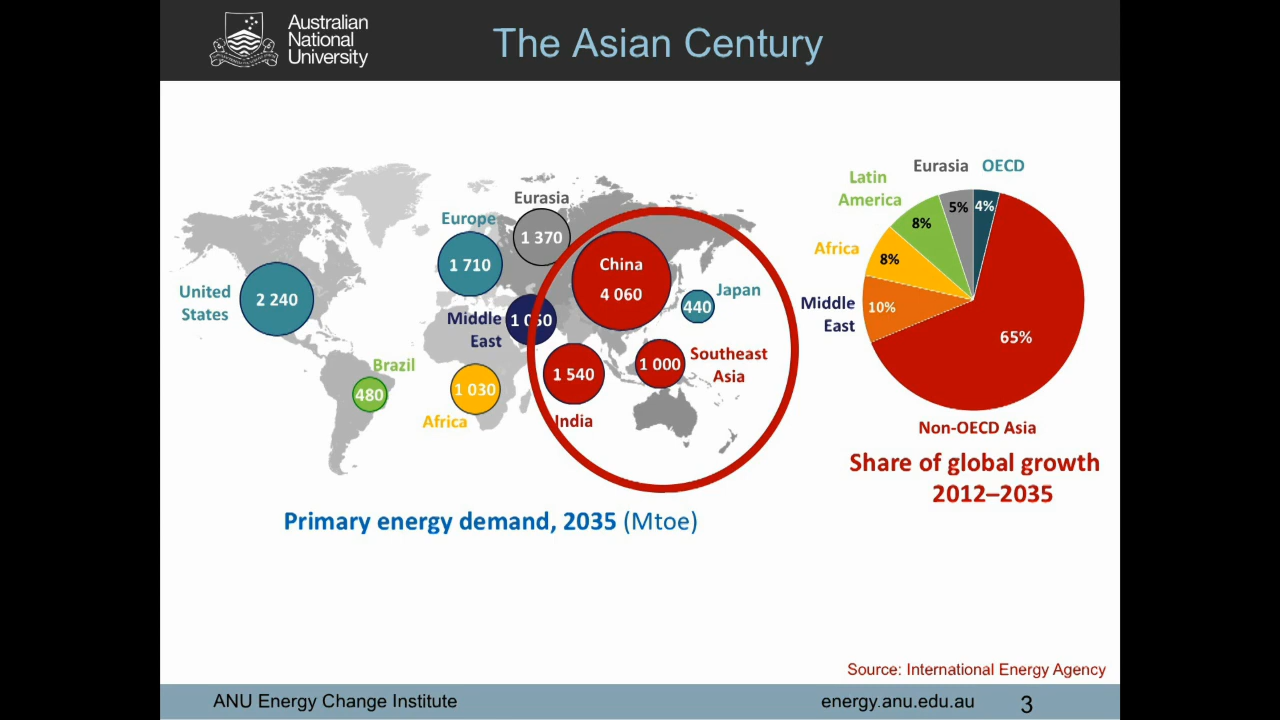 Australian
National
University
The Asian Century
Eurasia OECD
Latin
America
5% 4%
8%
Africa
8%
Middle
East
10%
65%
Non-OECD Asia
Share of global growth
2012–2035
Eurasia
1 370
Europe
1 710
China
4 060
United
States
2 240
Japan
440
Middle
East
1 050
Southeast
Asia
1 000
Brazil
480
1 540
India
1 030
Africa
Primary energy demand, 2035 (Mtoe)
Source: International Energy Agency
ANU Energy Change Institute
energy.anu.edu.au
3